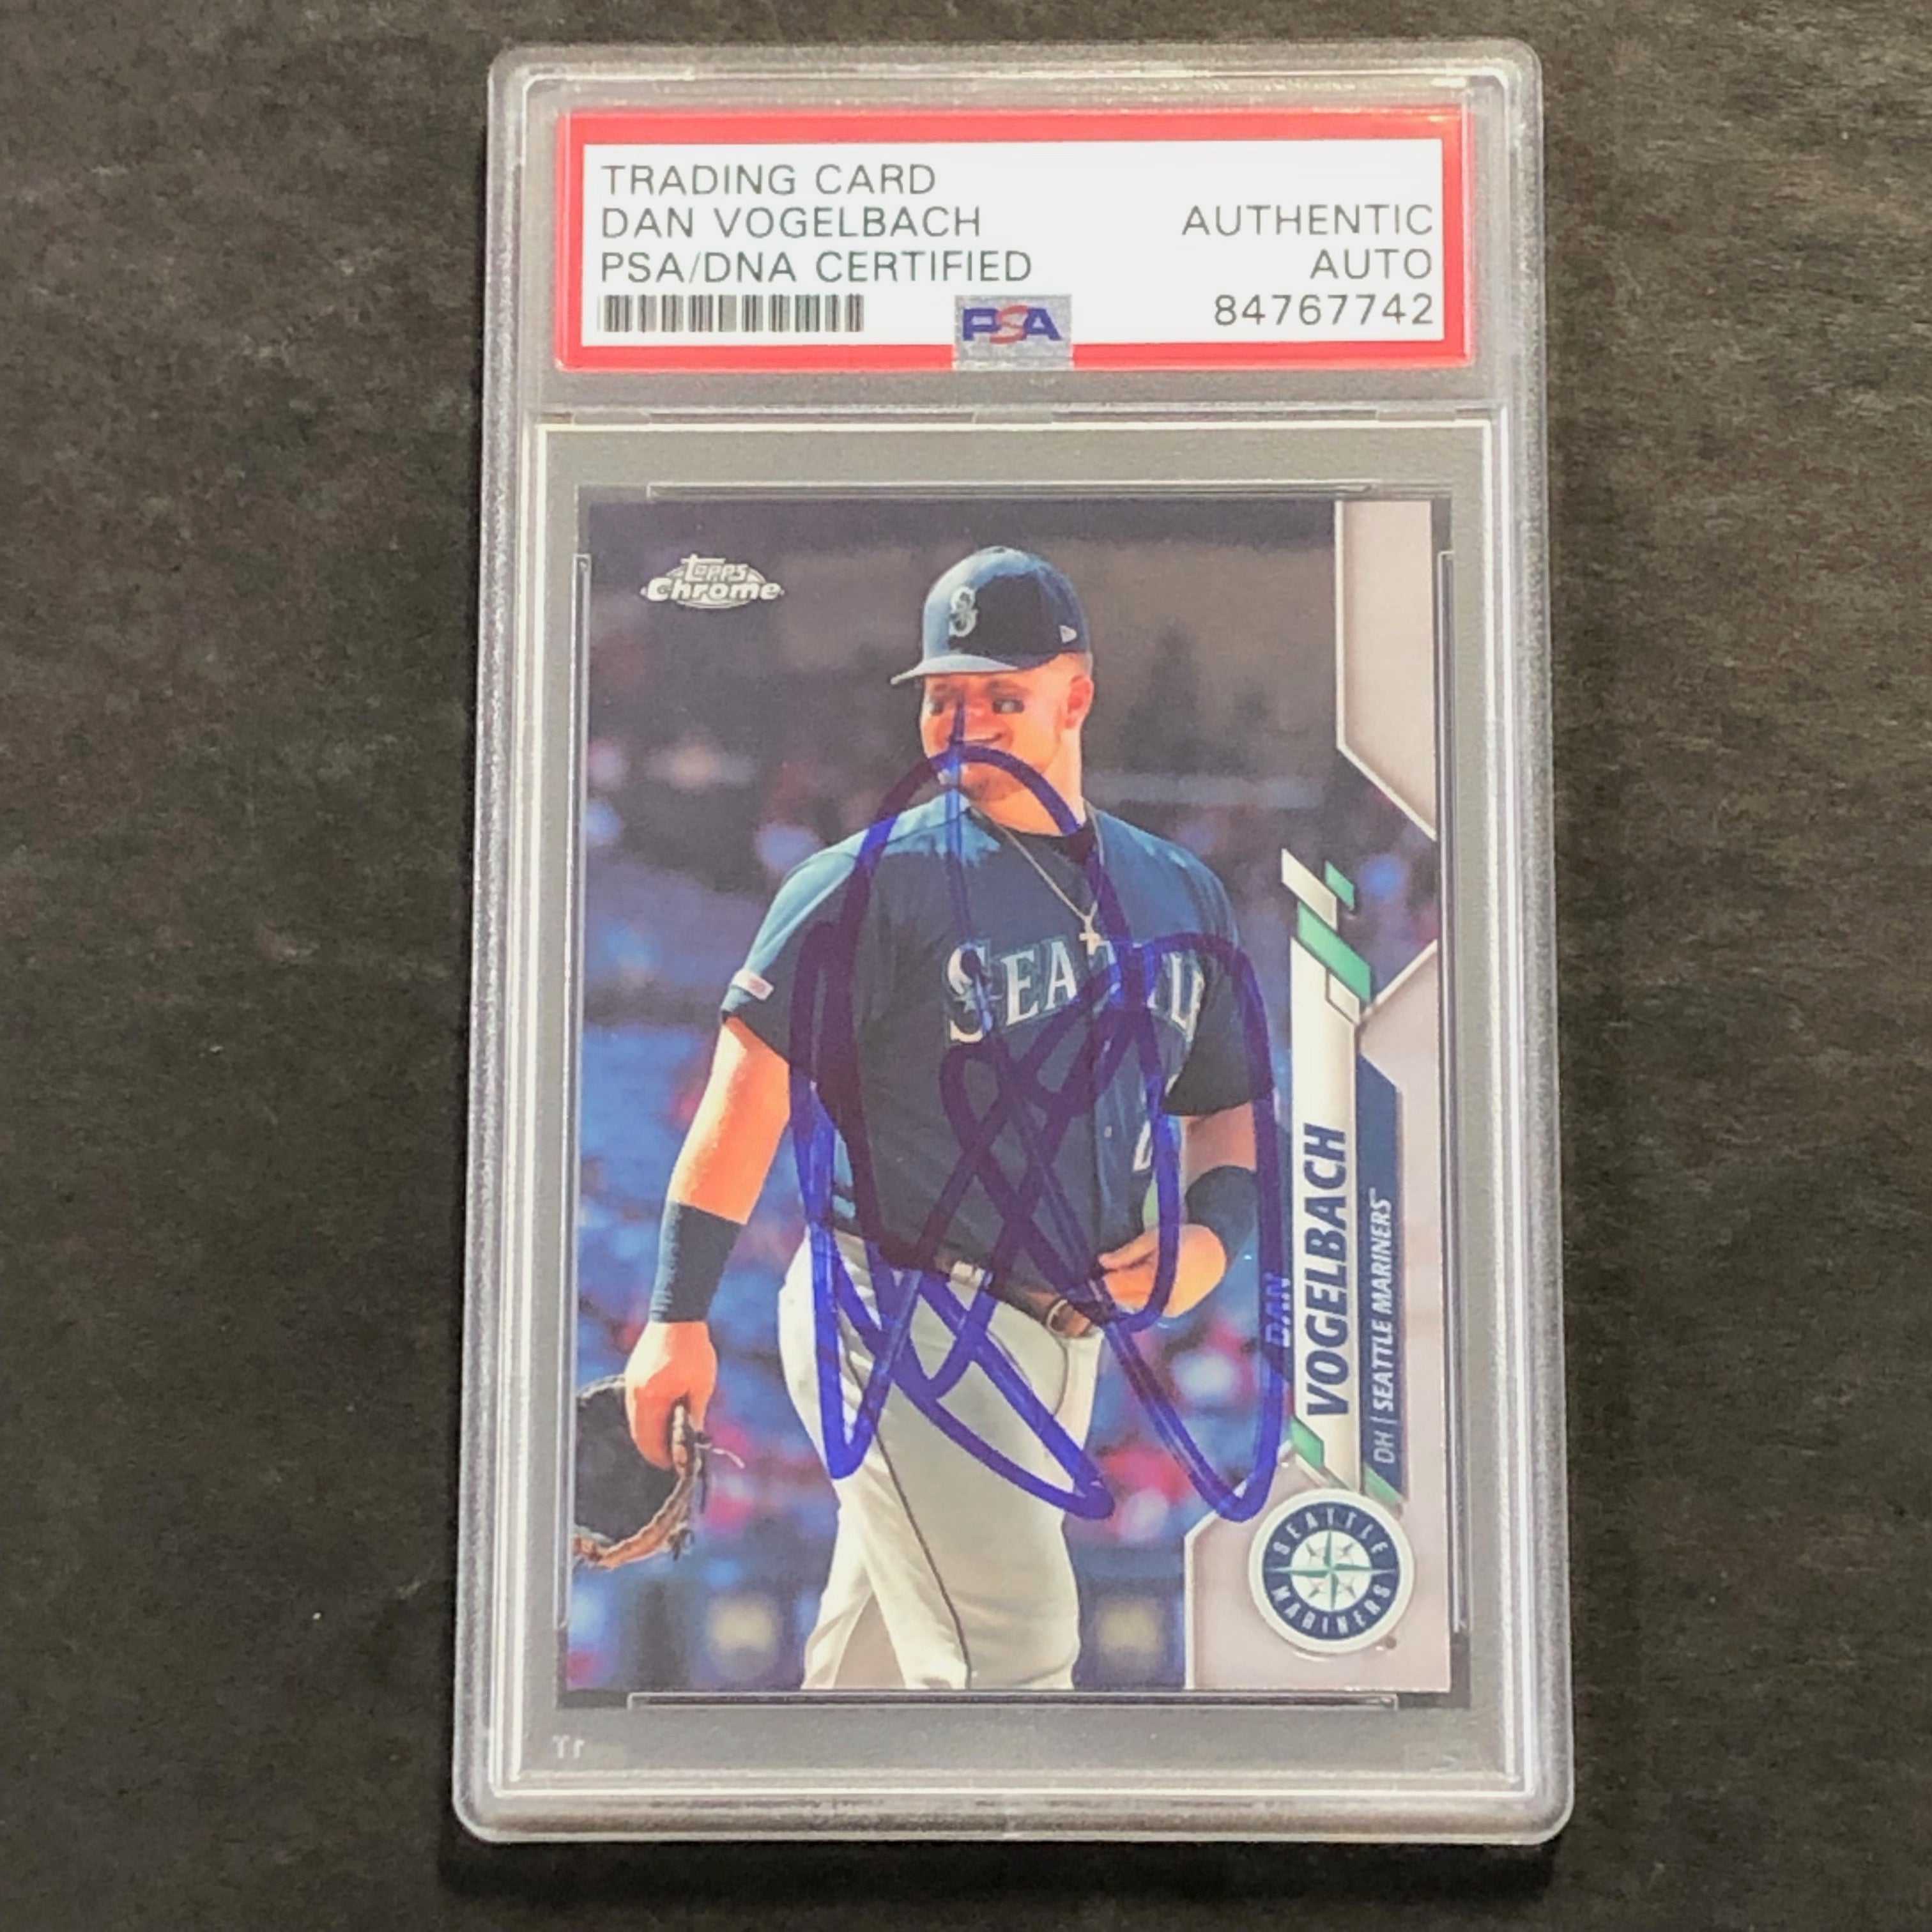 TRADING CARD
DAN VOGELBACH
PSA/DNA CERTIFIED
AUTHENTIC
AUTO
84767742
PSA
Topps
Chrome
S
SEATTLE
DAN
VOGELBACH
DH | SEATTLE MARINERS™
SEATTLE
MARINERS